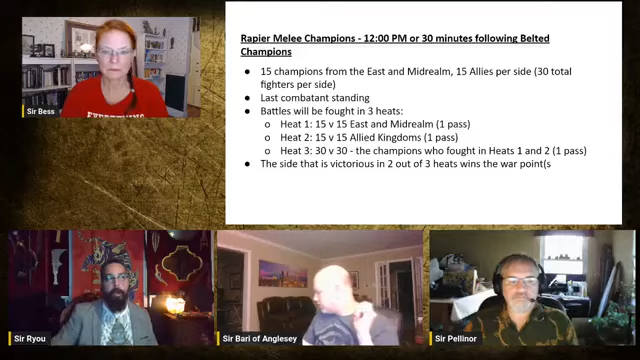 Rapier Melee Champions - 12:00 PM or 30 minutes following Belted
Champions
● 15 champions from the East and Midrealm, 15 Allies per side (30 total
fighters per side)
● Last combatant standing
● Battles will be fought in 3 heats:
○ Heat 1: 15 v 15 East and Midrealm (1 pass)
○ Heat 2: 15 v 15 Allied Kingdoms (1 pass)
○ Heat 3: 30 v 30 - the champions who fought in Heats 1 and 2 (1 pass)
● The side that is victorious in 2 out of 3 heats wins the war point(s
Sir Bess
Sir Ryou
Sir Bari of Anglesey
Sir Pellinor